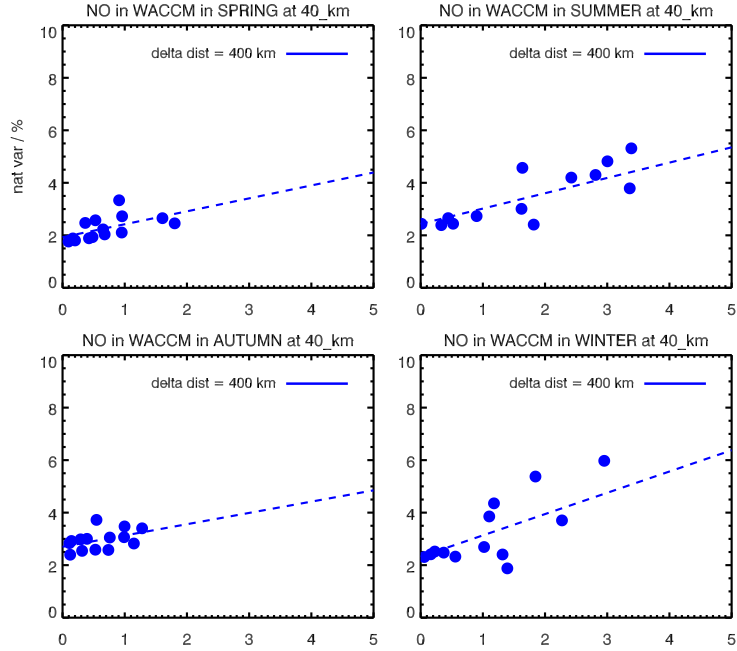 NO in WACCM in SPRING at 40_km
delta dist = 400 km
nat var / %
10
8
6
4
2
0
0 1 2 3 4 5
NO in WACCM in SUMMER at 40_km
delta dist = 400 km
10
8
6
4
2
0
0 1 2 3 4 5
NO in WACCM in AUTUMN at 40_km
delta dist = 400 km
10
8
6
4
2
0
0 1 2 3 4 5
NO in WACCM in WINTER at 40_km
delta dist = 400 km
10
8
6
4
2
0
0 1 2 3 4 5